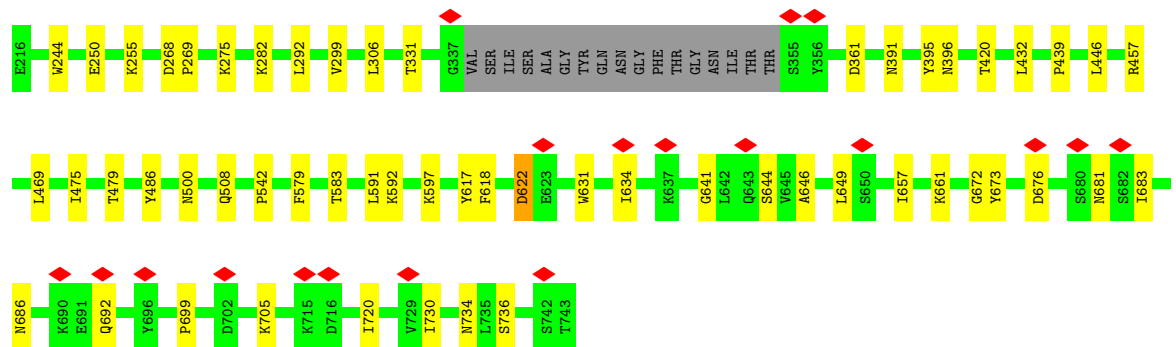 E216 W244 E250 K255 D268 P269 K275 K282 L292 V299 L306 T331 G337 VAL SER ILE SER ALA GLY TYR GLN ASN GLY PHE THR GLY ASN ILE THR THR S355 Y356 D361 N391 Y395 N396 T420 L432 P439 L446 R457
L469 I475 T479 Y486 N500 Q508 P542 F579 T583 L591 K592 K597 Y617 F618 D622 E623 W631 I634 K637 G641 L642 Q643 S644 V645 A646 L649 S650 I657 K661 G672 Y673 D676 S680 N681 S682 I683
N686 K690 E691 Q692 Y696 P699 D702 K705 K715 D716 I720 V729 I730 N734 L735 S736 S742 T743